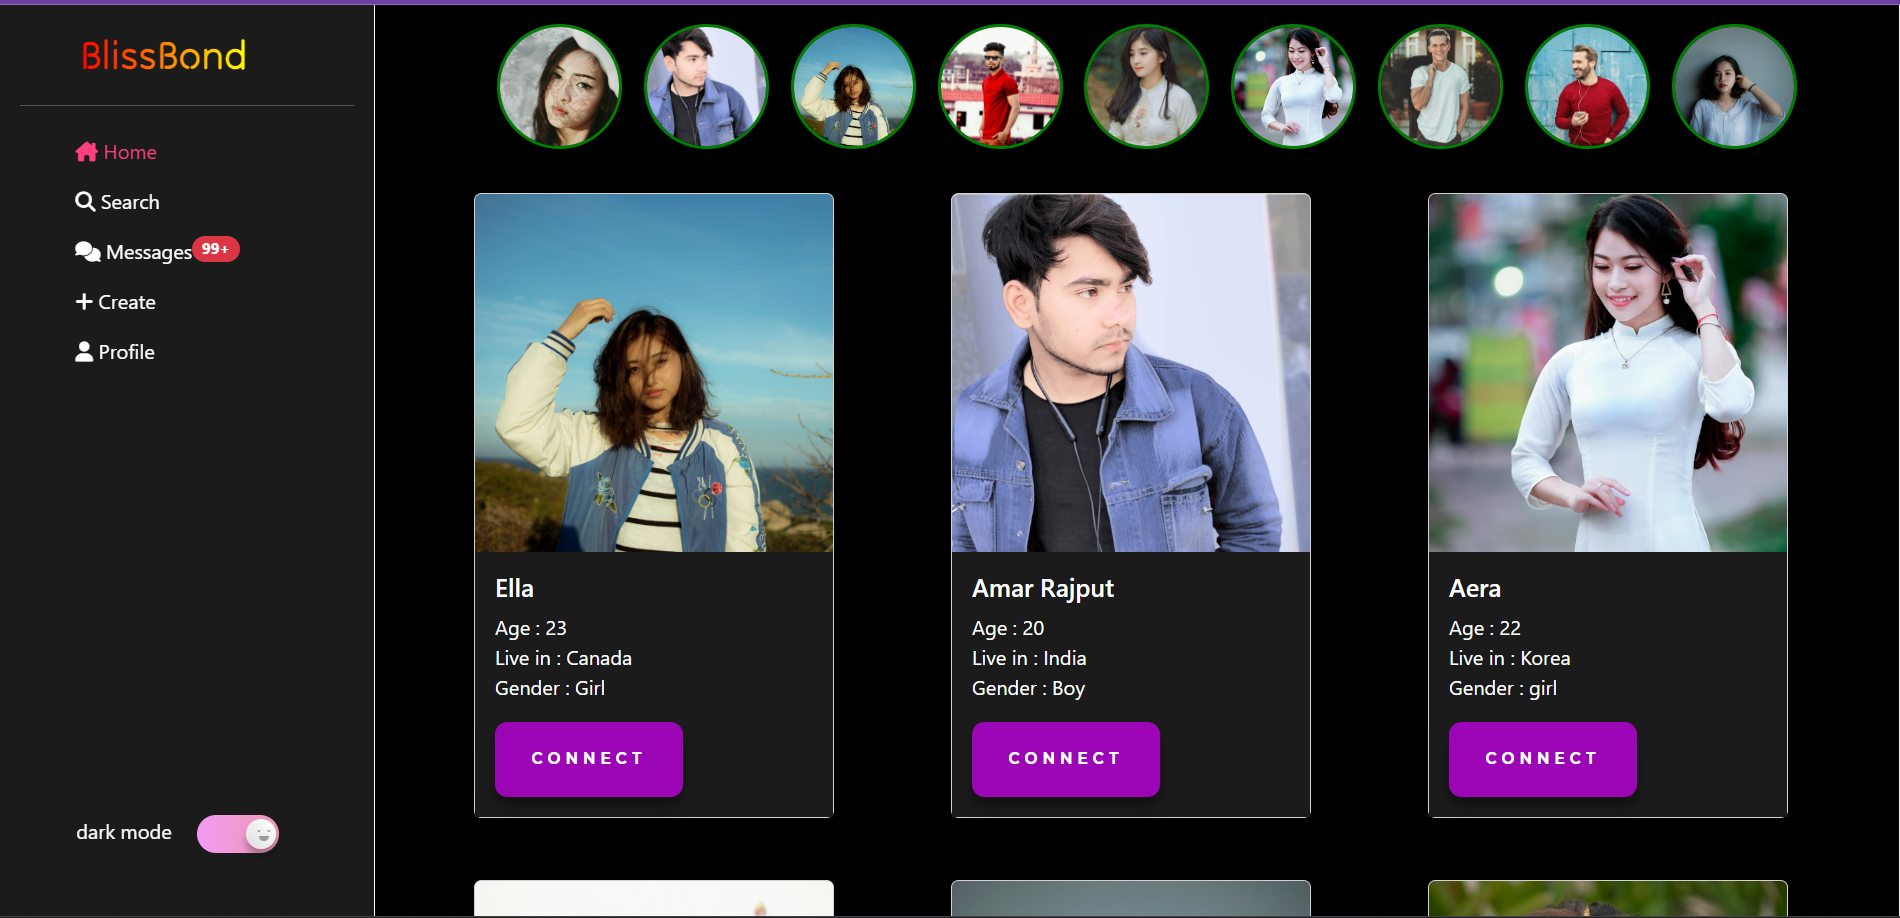 BlissBond
Home
Search
Messages 99+
Create
Profile
dark mode
Ella
Age : 23
Live in : Canada
Gender : Girl
CONNECT
Amar Rajput
Age : 20
Live in : India
Gender : Boy
CONNECT
Aera
Age : 22
Live in : Korea
Gender : girl
CONNECT